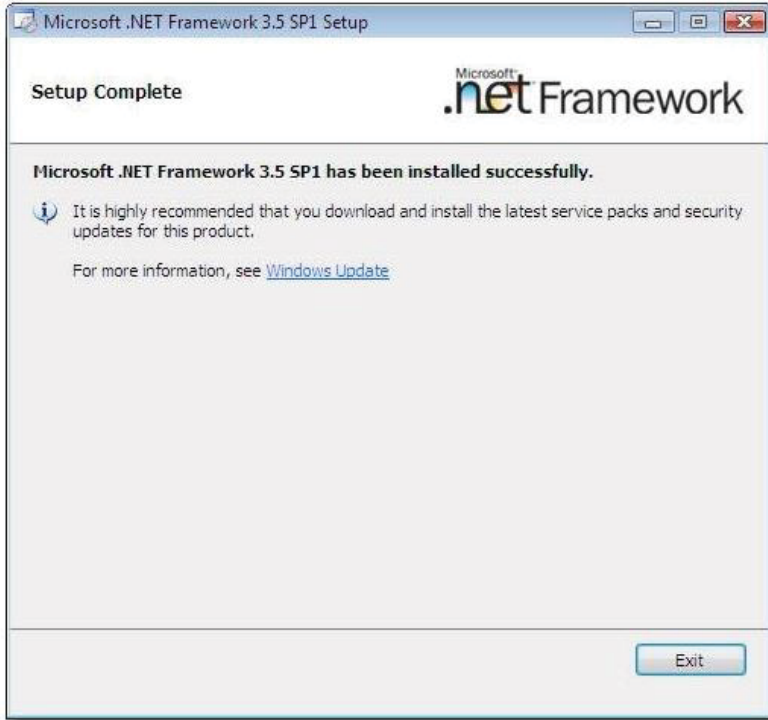 Microsoft .NET Framework 3.5 SP1 Setup
Setup Complete
Microsoft
.net Framework
Microsoft .NET Framework 3.5 SP1 has been installed successfully.
It is highly recommended that you download and install the latest service packs and security
updates for this product.
For more information, see Windows Update
Exit